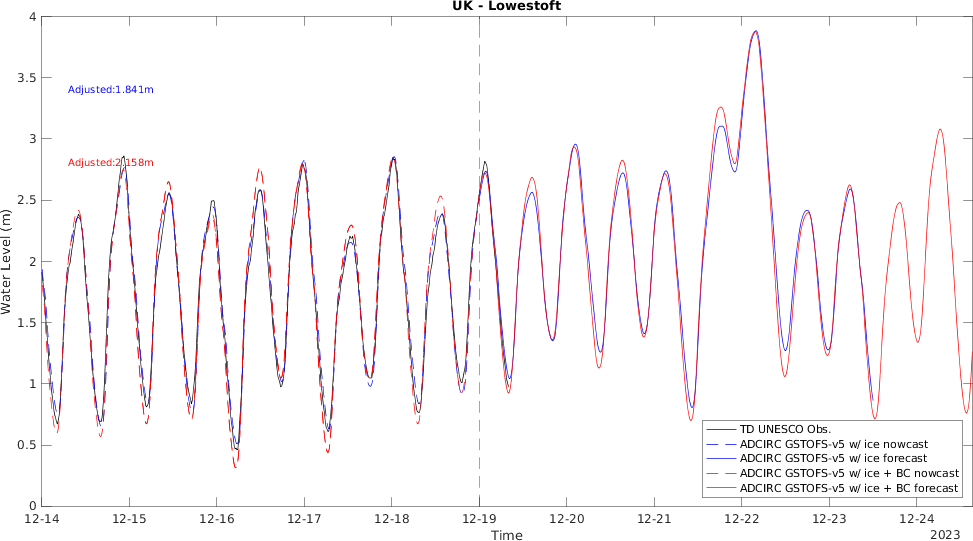 UK - Lowestoft
4
3.5
3
2.5
2
1.5
1
0.5
0
Water Level (m)
Adjusted:1.841m
Adjusted:2.158m
TD UNESCO Obs.
ADCIRC GSTOFS-v5 w/ ice nowcast
ADCIRC GSTOFS-v5 w/ ice forecast
ADCIRC GSTOFS-v5 w/ ice + BC nowcast
ADCIRC GSTOFS-v5 w/ ice + BC forecast
12-14 12-15 12-16 12-17 12-18 12-19 12-20 12-21 12-22 12-23 12-24
Time
2023